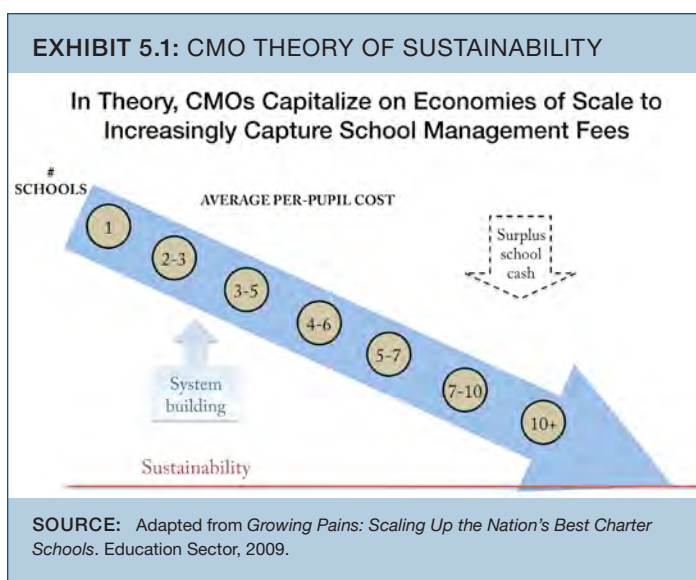 EXHIBIT 5.1: CMO THEORY OF SUSTAINABILITY
In Theory, CMOs Capitalize on Economies of Scale to
Increasingly Capture School Management Fees
#
SCHOOLS
AVERAGE PER-PUPIL COST
1
2-3
3-5
4-6
5-7
7-10
10+
Surplus
school
cash
System
building
Sustainability
SOURCE: Adapted from Growing Pains: Scaling Up the Nation's Best Charter
Schools. Education Sector, 2009.